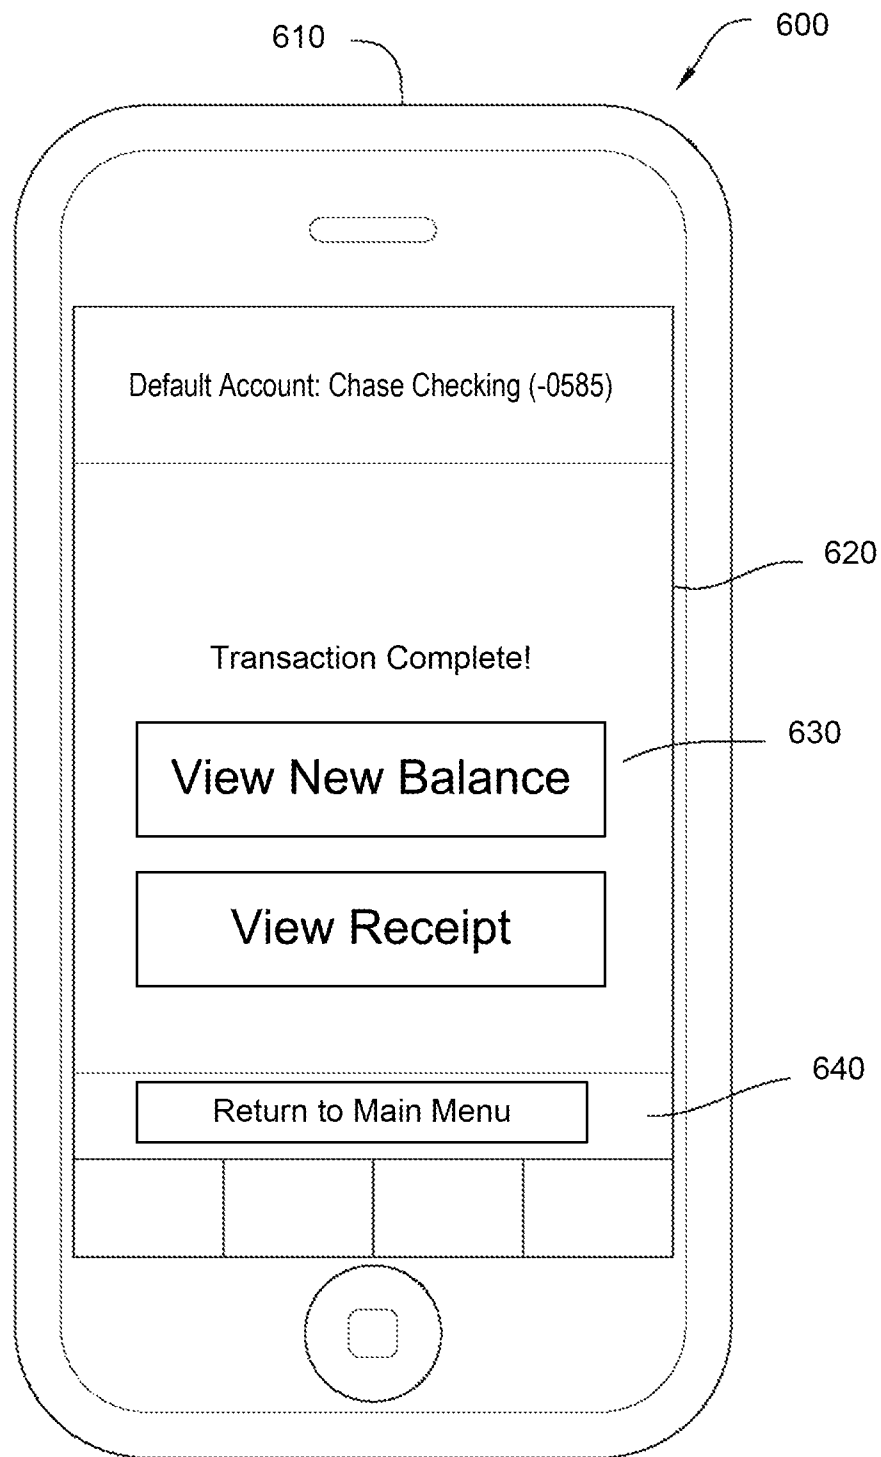 610
600
Default Account: Chase Checking (-0585)
620
Transaction Complete!
630
View New Balance
View Receipt
640
Return to Main Menu